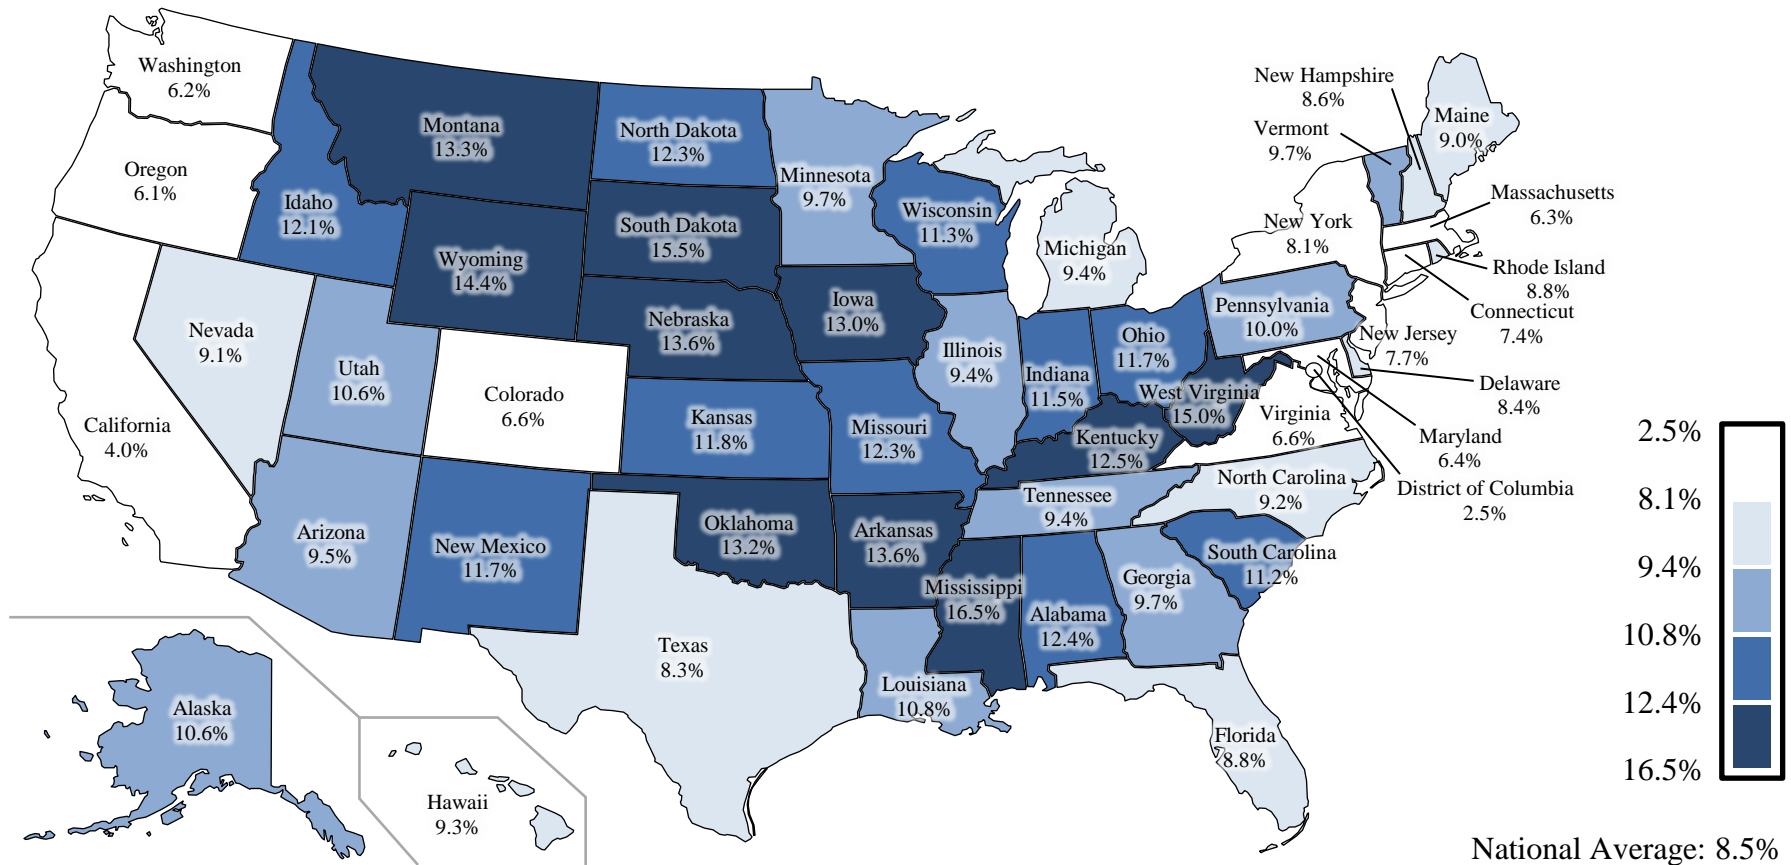 Washington
6.2%
Oregon
6.1%
California
4.0%
Idaho
12.1%
Nevada
9.1%
Montana
13.3%
Wyoming
14.4%
Utah
10.6%
Colorado
6.6%
Arizona
9.5%
New Mexico
11.7%
North Dakota
12.3%
South Dakota
15.5%
Nebraska
13.6%
Kansas
11.8%
Oklahoma
13.2%
Texas
8.3%
Minnesota
9.7%
Iowa
13.0%
Missouri
12.3%
Arkansas
13.6%
Louisiana
10.8%
Wisconsin
11.3%
Illinois
9.4%
Michigan
9.4%
Indiana
11.5%
Ohio
11.7%
Kentucky
12.5%
Tennessee
9.4%
Mississippi
16.5%
Alabama
12.4%
Georgia
9.7%
Florida
8.8%
South Carolina
11.2%
North Carolina
9.2%
Virginia
6.6%
West Virginia
15.0%
Pennsylvania
10.0%
New York
8.1%
Vermont
9.7%
New Hampshire
8.6%
Maine
9.0%
Massachusetts
6.3%
Rhode Island
8.8%
Connecticut
7.4%
New Jersey
7.7%
Delaware
8.4%
Maryland
6.4%
District of Columbia
2.5%
Alaska
10.6%
Hawaii
9.3%
2.5%
8.1%
9.4%
10.8%
12.4%
16.5%
National Average: 8.5%